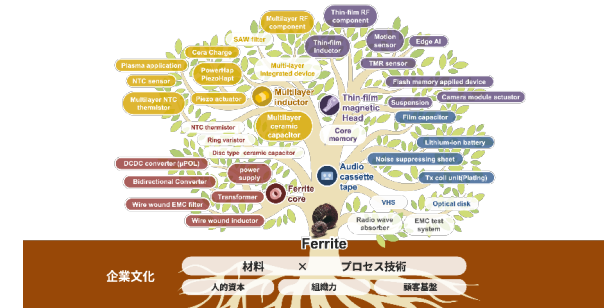 Multilayer RF
component
Thin-film RF
component
SAW filter
Thin-film
Inductor
Motion
sensor
Edge AI
Cera Charge
Plasma application
PowerHap
PiezoHapt
Multi-layer
integrated device
TMR sensor
NTC sensor
Flash memory applied device
Multilayer NTC
thermistor
Piezo actuator
Multilayer
inductor
Thin-film
magnetic
Head
Suspension
Camera module actuator
Film capacitor
Multilayer
ceramic
capacitor
Core
memory
NTC thermistor
Ring varistor
Disc type ceramic capacitor
Lithium-ion battery
Noise suppressing sheet
DCDC converter (μPOL)
power
supply
Audio
cassette
tape
Tx coil unit(Plating)
Bidirectional Converter
Ferrite
core
Transformer
Wire wound EMC filter
VHS
Optical disk
Wire wound inductor
Radio wave
absorber
EMC test
system
Ferrite
企業文化
材料 × プロセス技術
人的資本
組織力
顧客基盤